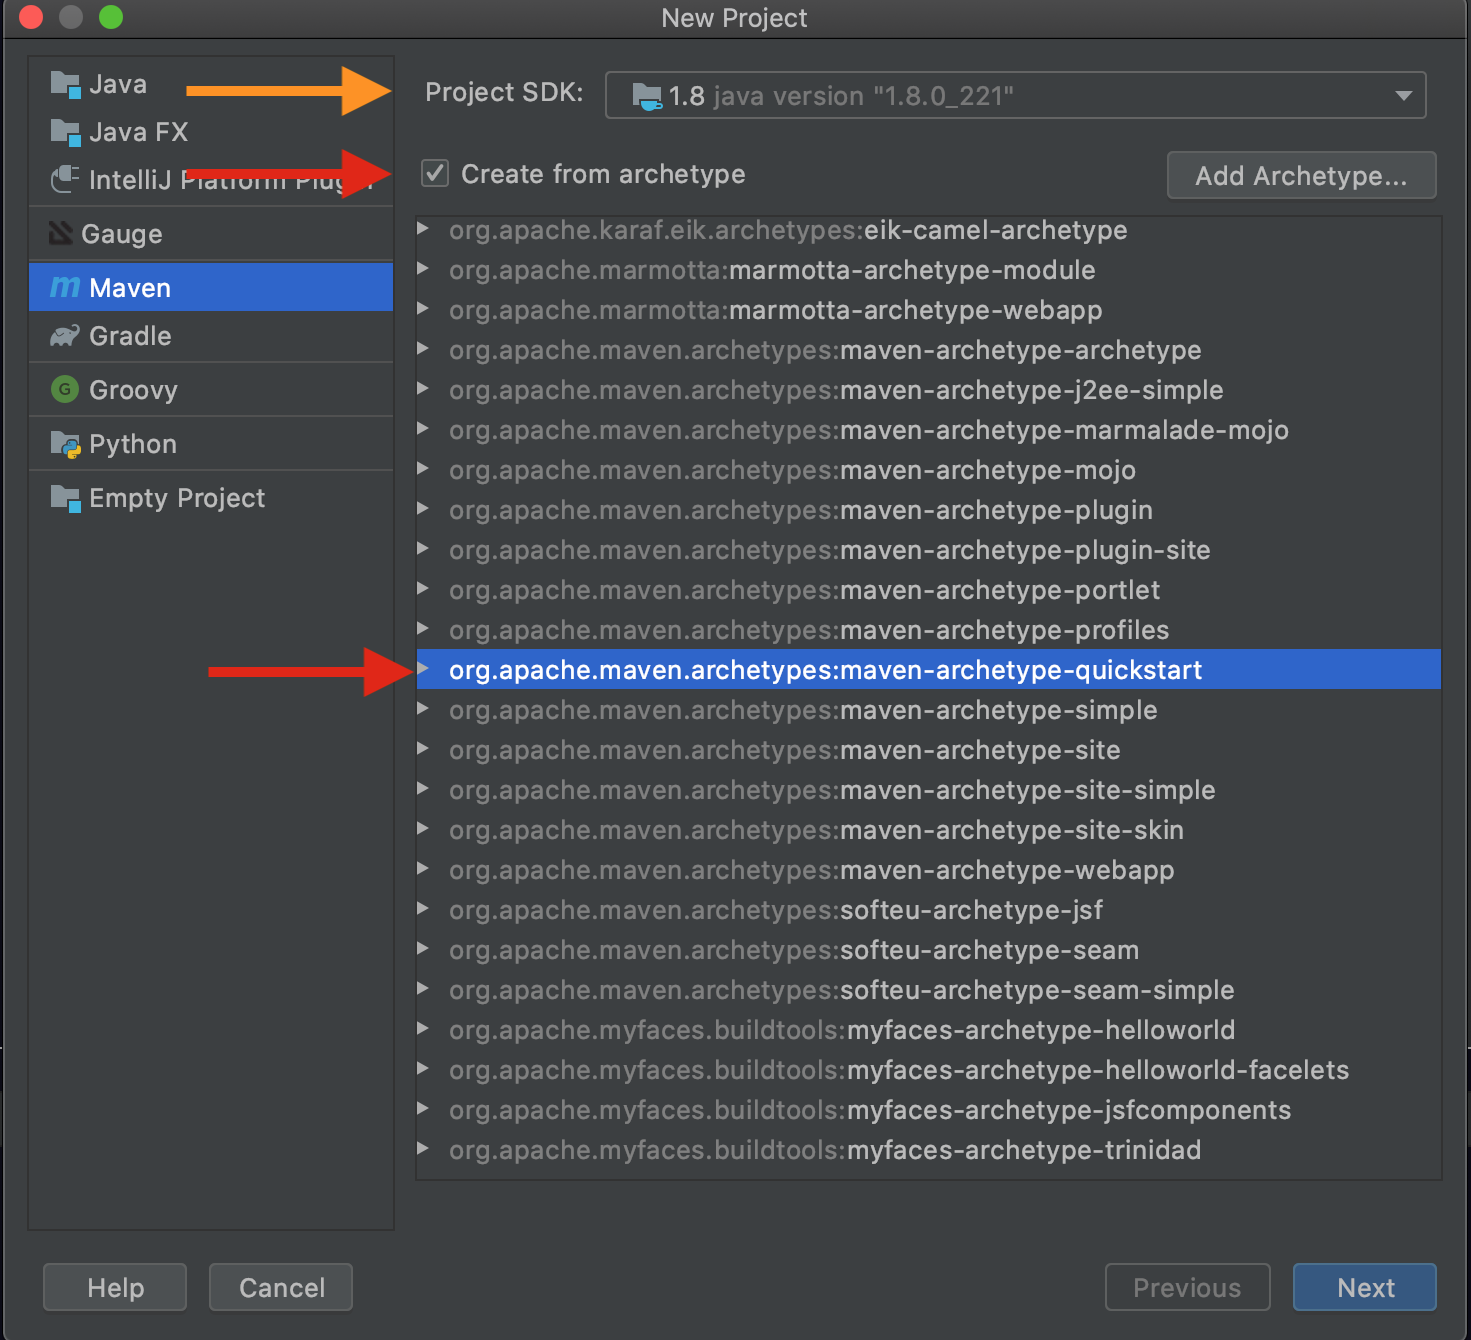 New Project
Java
Java FX
IntelliJ Platform Plugin
Gauge
Maven
Gradle
Groovy
Python
Empty Project
Project SDK: 1.8 java version "1.8.0_221"
Create from archetype
Add Archetype...
org.apache.karaf.eik.archetypes:eik-camel-archetype
org.apache.marmotta:marmotta-archetype-module
org.apache.marmotta:marmotta-archetype-webapp
org.apache.maven.archetypes:maven-archetype-archetype
org.apache.maven.archetypes:maven-archetype-j2ee-simple
org.apache.maven.archetypes:maven-archetype-marmalade-mojo
org.apache.maven.archetypes:maven-archetype-mojo
org.apache.maven.archetypes:maven-archetype-plugin
org.apache.maven.archetypes:maven-archetype-plugin-site
org.apache.maven.archetypes:maven-archetype-portlet
org.apache.maven.archetypes:maven-archetype-profiles
org.apache.maven.archetypes:maven-archetype-quickstart
org.apache.maven.archetypes:maven-archetype-simple
org.apache.maven.archetypes:maven-archetype-site
org.apache.maven.archetypes:maven-archetype-site-simple
org.apache.maven.archetypes:maven-archetype-site-skin
org.apache.maven.archetypes:maven-archetype-webapp
org.apache.maven.archetypes:softeu-archetype-jsf
org.apache.maven.archetypes:softeu-archetype-seam
org.apache.maven.archetypes:softeu-archetype-seam-simple
org.apache.myfaces.buildtools:myfaces-archetype-helloworld
org.apache.myfaces.buildtools:myfaces-archetype-helloworld-facelets
org.apache.myfaces.buildtools:myfaces-archetype-jsfcomponents
org.apache.myfaces.buildtools:myfaces-archetype-trinidad
Help
Cancel
Previous
Next